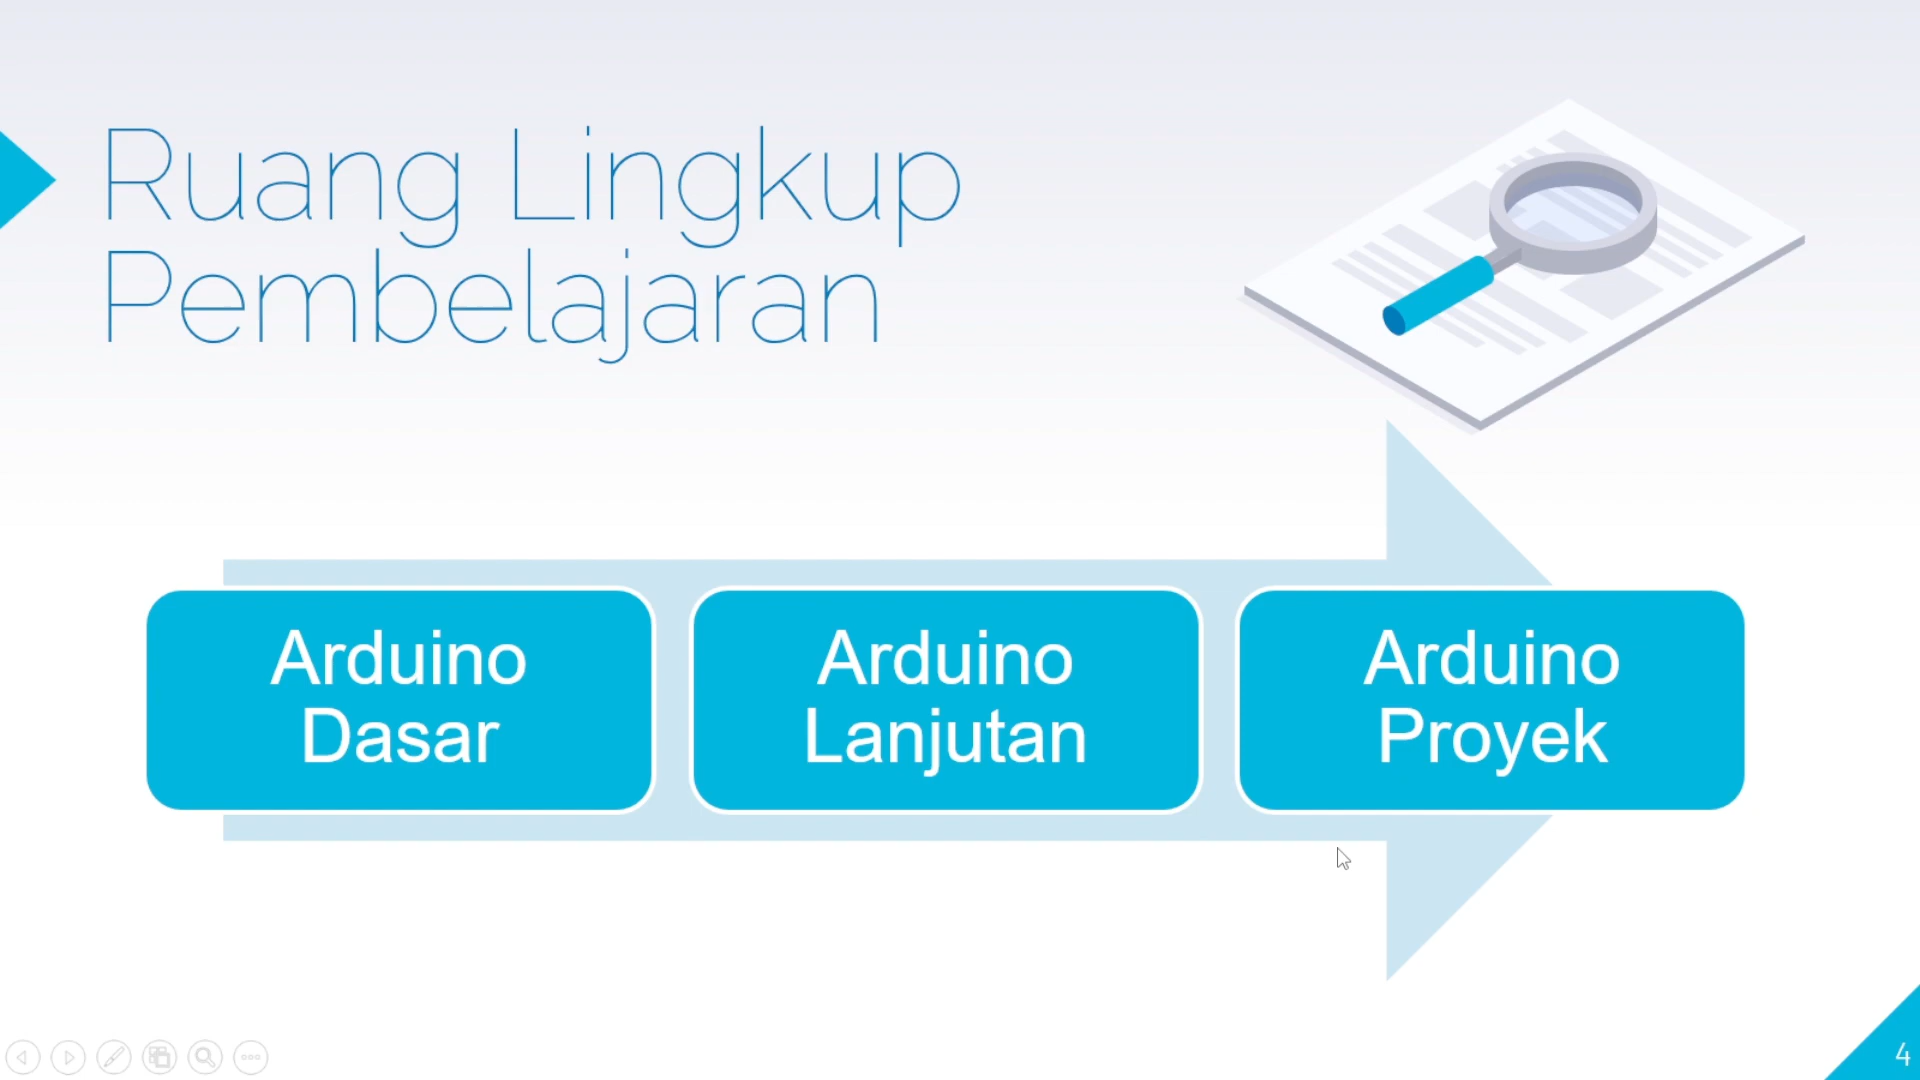 Ruang Lingkup
Pembelajaran
Arduino
Dasar
Arduino
Lanjutan
Arduino
Proyek
4